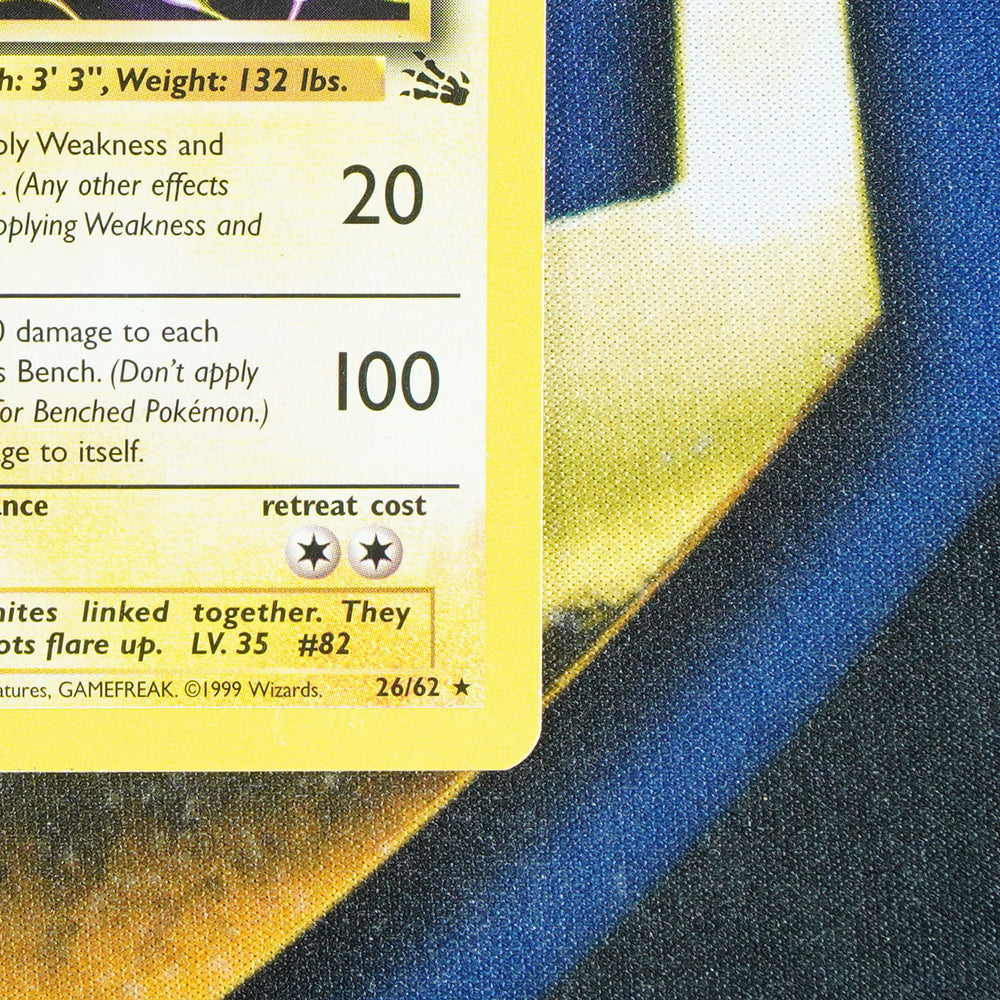 h: 3' 3", Weight: 132 lbs.
ply Weakness and
. (Any other effects
pplying Weakness and
20
0 damage to each
s Bench. (Don't apply
for Benched Pokémon.)
ge to itself.
100
ance
retreat cost
nites linked together. They
ots flare up. LV. 35 #82
atures, GAMEFREAK. ©1999 Wizards.
26/62 ★